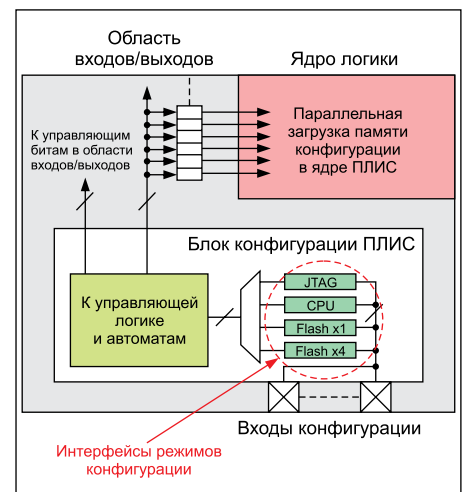 Область
входов/выходов
Ядро логики
Параллельная
загрузка памяти
конфигурации
в ядре ПЛИС
К управляющим
битам в области
входов/выходов
Блок конфигурации ПЛИС
К управляющей
логике
и автоматам
JTAG
CPU
Flash x1
Flash x4
Входы конфигурации
Интерфейсы режимов
конфигурации